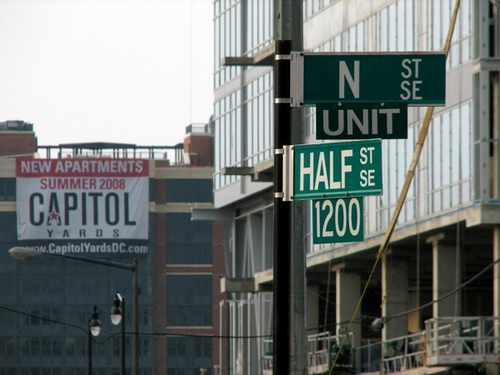 NEW APARTMENTS
SUMMER 2008
CAPITOL
YARDS
www.CapitolYardsDC.com
N ST SE
UNIT
HALF ST SE
1200